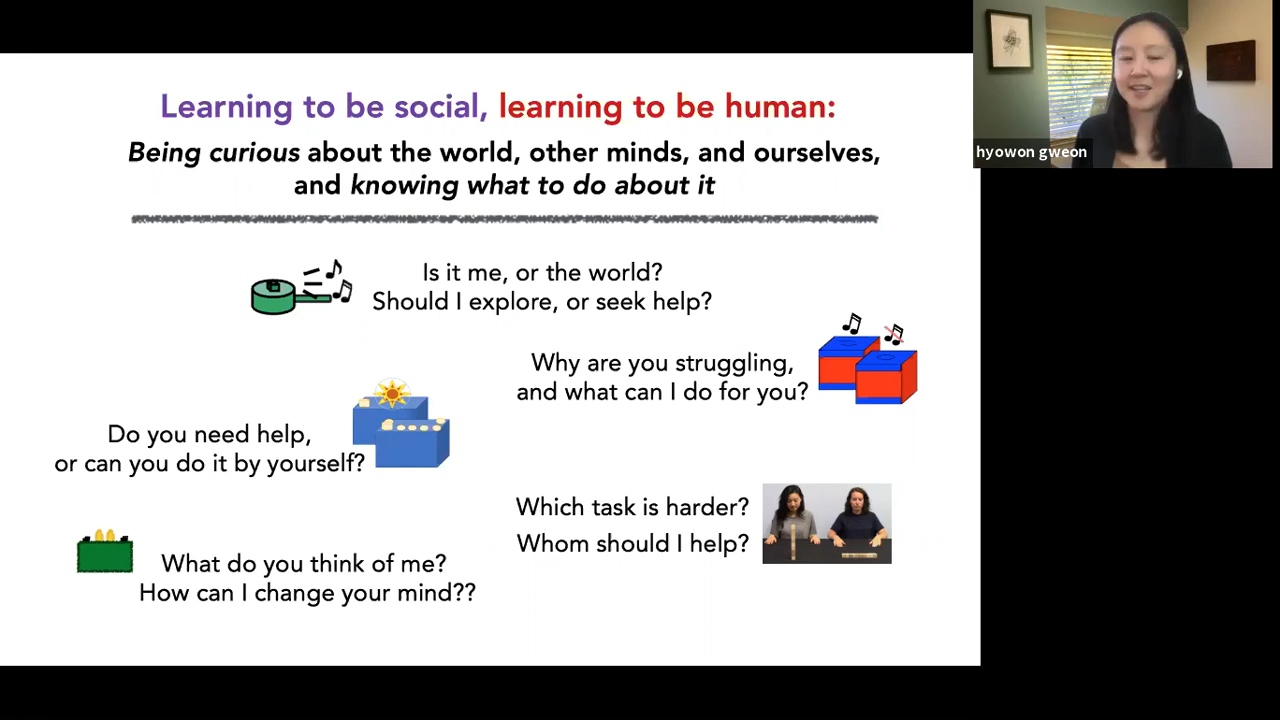 Learning to be social, learning to be human:
Being curious about the world, other minds, and ourselves,
and knowing what to do about it
hyowon gweon
Is it me, or the world?
Should I explore, or seek help?
Why are you struggling,
and what can I do for you?
Do you need help,
or can you do it by yourself?
Which task is harder?
Whom should I help?
What do you think of me?
How can I change your mind??